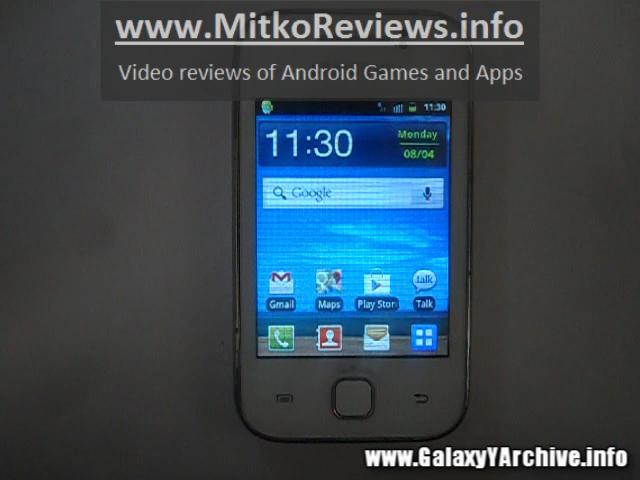 www.MitkoReviews.info
Video reviews of Android Games and Apps
11:30
11:30
Monday
08/04
Google
Gmail
Maps
Play Stor
Talk
talk
www.GalaxyYArchive.info